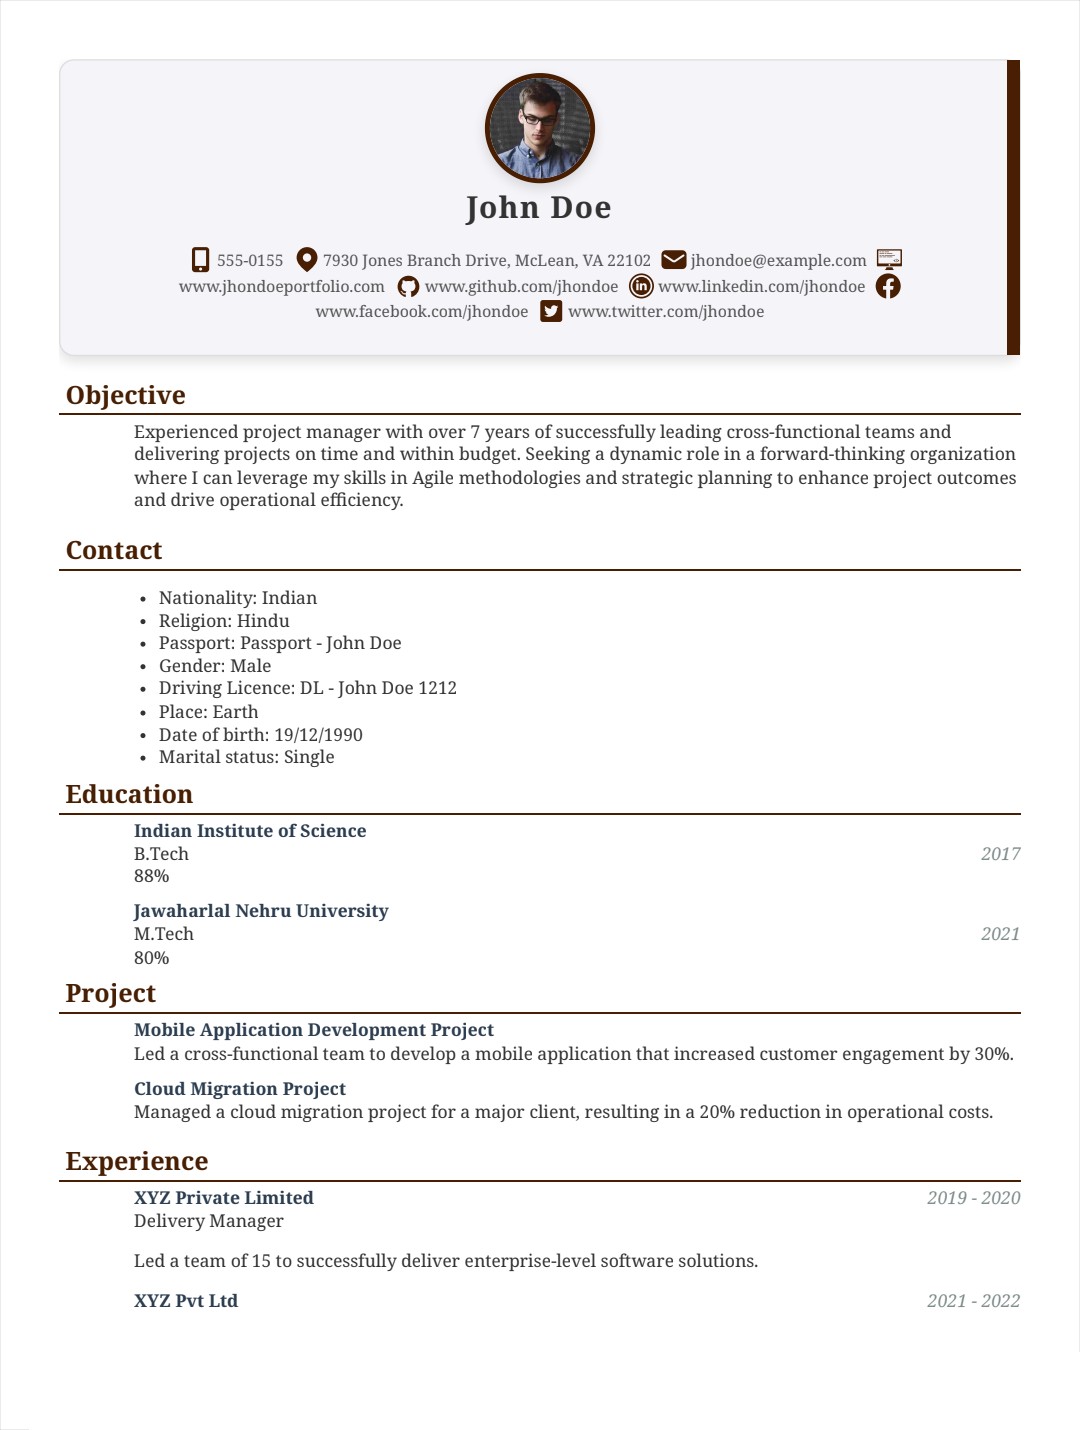 John Doe
555-0155 7930 Jones Branch Drive, McLean, VA 22102 jhondoe@example.com
www.jhondoeportfolio.com www.github.com/jhondoe www.linkedin.com/jhondoe
www.facebook.com/jhondoe www.twitter.com/jhondoe
Objective
Experienced project manager with over 7 years of successfully leading cross-functional teams and
delivering projects on time and within budget. Seeking a dynamic role in a forward-thinking organization
where I can leverage my skills in Agile methodologies and strategic planning to enhance project outcomes
and drive operational efficiency.
Contact
• Nationality: Indian
• Religion: Hindu
• Passport: Passport - John Doe
• Gender: Male
• Driving Licence: DL - John Doe 1212
• Place: Earth
• Date of birth: 19/12/1990
• Marital status: Single
Education
Indian Institute of Science
B.Tech 2017
88%
Jawaharlal Nehru University
M.Tech 2021
80%
Project
Mobile Application Development Project
Led a cross-functional team to develop a mobile application that increased customer engagement by 30%.
Cloud Migration Project
Managed a cloud migration project for a major client, resulting in a 20% reduction in operational costs.
Experience
XYZ Private Limited 2019 - 2020
Delivery Manager
Led a team of 15 to successfully deliver enterprise-level software solutions.
XYZ Pvt Ltd 2021 - 2022